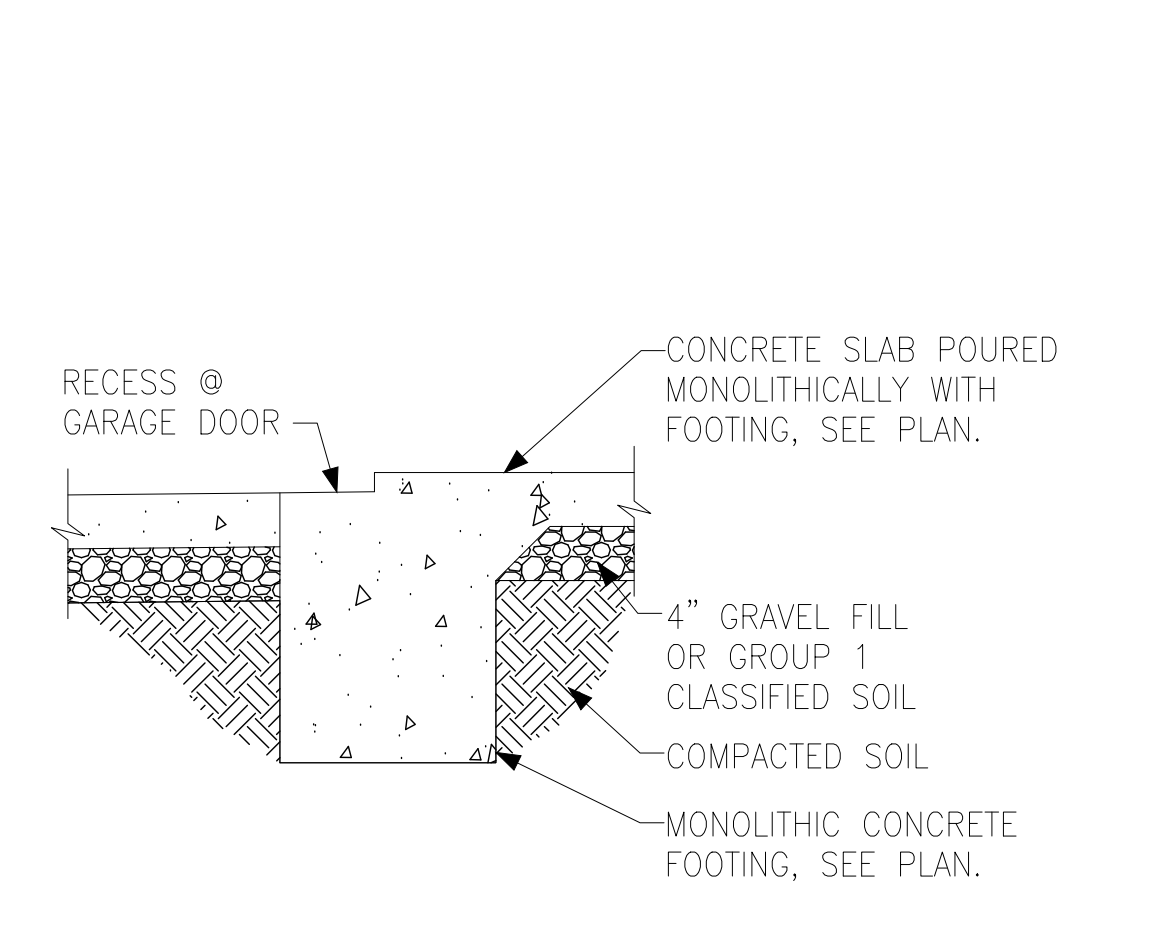 CONCRETE SLAB POURED
MONOLITHICALLY WITH
FOOTING, SEE PLAN.
RECESS @
GARAGE DOOR
4” GRAVEL FILL
OR GROUP 1
CLASSIFIED SOIL
COMPACTED SOIL
MONOLITHIC CONCRETE
FOOTING, SEE PLAN.